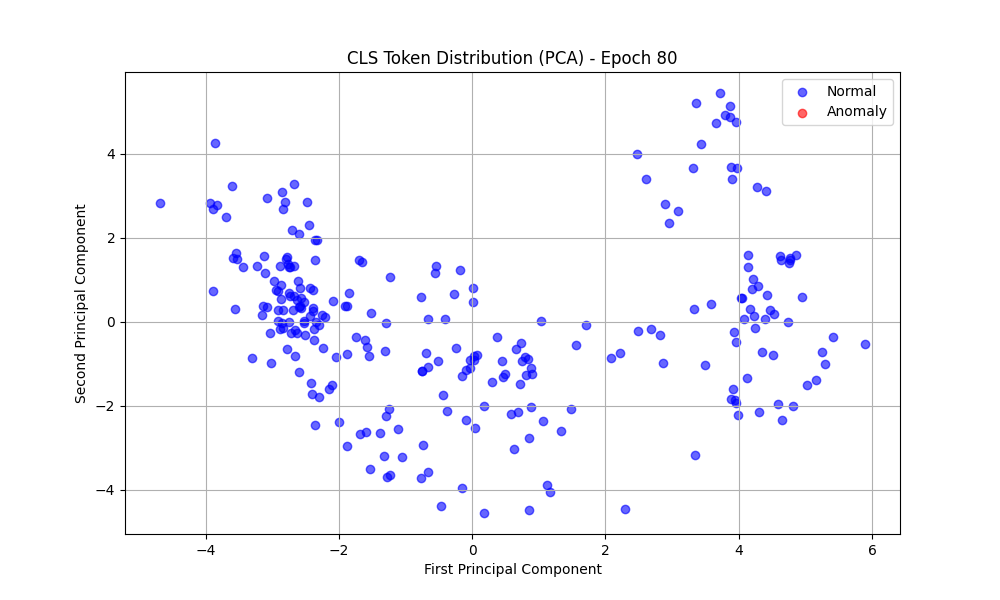 CLS Token Distribution (PCA) - Epoch 80
Normal
Anomaly
Second Principal Component
4
2
0
−2
−4
−4
−2
0
2
4
6
First Principal Component